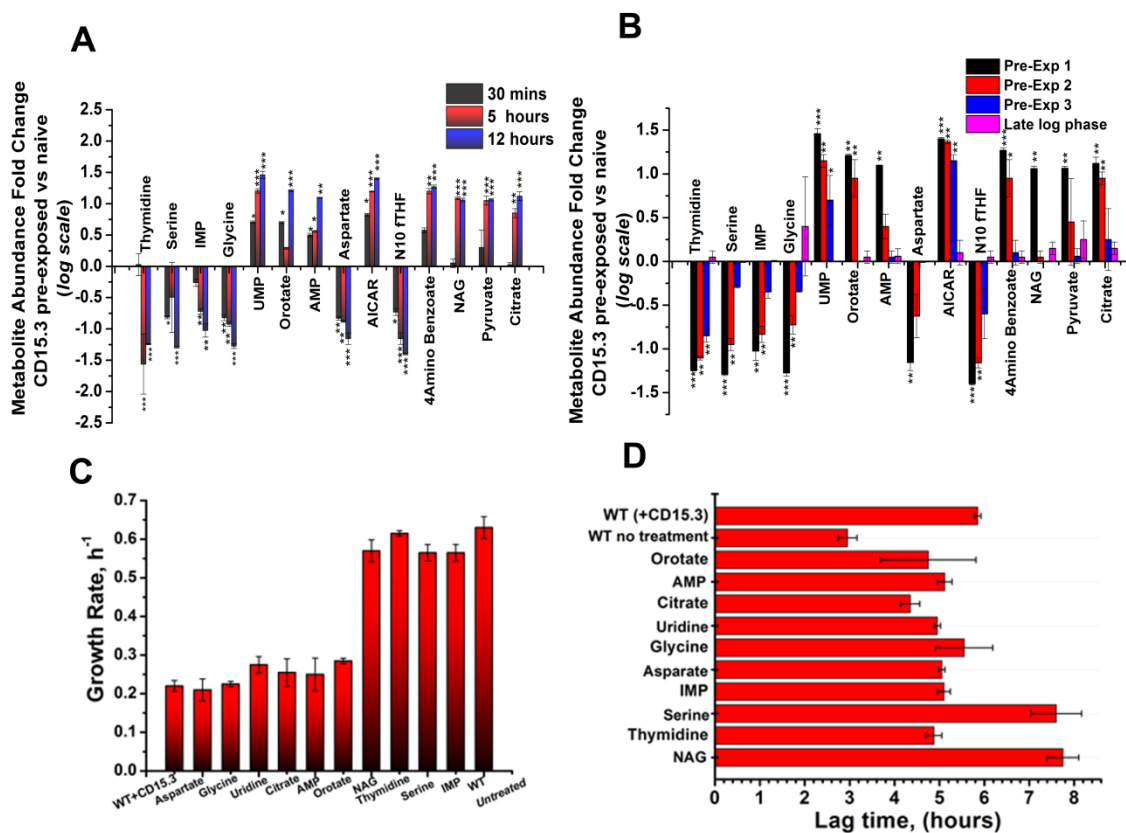 A
Metabolite Abundance Fold Change
CD15.3 pre-exposed vs naive
(log scale)
2.5
2.0
1.5
1.0
0.5
0.0
-0.5
-1.0
-1.5
-2.0
-2.5
30 mins
5 hours
12 hours
Thymidine
Serine
IMP
Glycine
UMP
Orotate
AMP
Aspartate
AICAR
N10 fTHF
4Amino Benzoate
NAG
Pyruvate
Citrate
B
Metabolite Abundance Fold Change
CD15.3 pre-exposed vs naive
(log scale)
1.5
1.0
0.5
0.0
-0.5
-1.0
-1.5
Pre-Exp 1
Pre-Exp 2
Pre-Exp 3
Late log phase
Thymidine
Serine
IMP
Glycine
UMP
Orotate
AMP
Aspartate
AICAR
N10 fTHF
4Amino Benzoate
NAG
Pyruvate
Citrate
C
Growth Rate, h-1
0.7
0.6
0.5
0.4
0.3
0.2
0.1
0.0
WT+CD15.3
Aspartate
Glycine
Uridine
Citrate
AMP
Orotate
NAG
Thymidine
Serine
IMP
WT
Untreated
D
WT (+CD15.3)
WT no treatment
Orotate
AMP
Citrate
Uridine
Glycine
Asparate
IMP
Serine
Thymidine
NAG
0 1 2 3 4 5 6 7 8
Lag time, (hours)